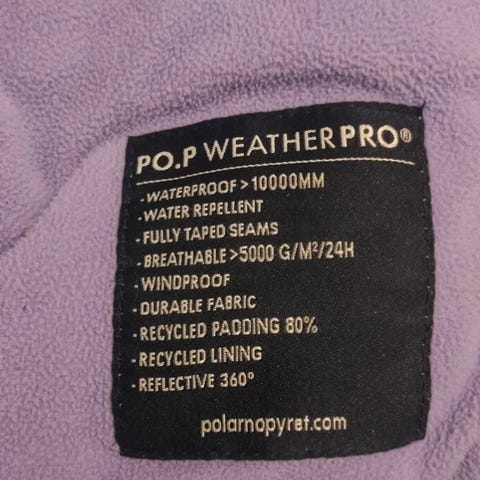 PO.P WEATHERPRO®
- WATERPROOF > 10000MM
- WATER REPELLENT
- FULLY TAPED SEAMS
- BREATHABLE >5000 G/M²/24H
- WINDPROOF
- DURABLE FABRIC
- RECYCLED PADDING 80%
- RECYCLED LINING
- REFLECTIVE 360°
polarnopyret.com